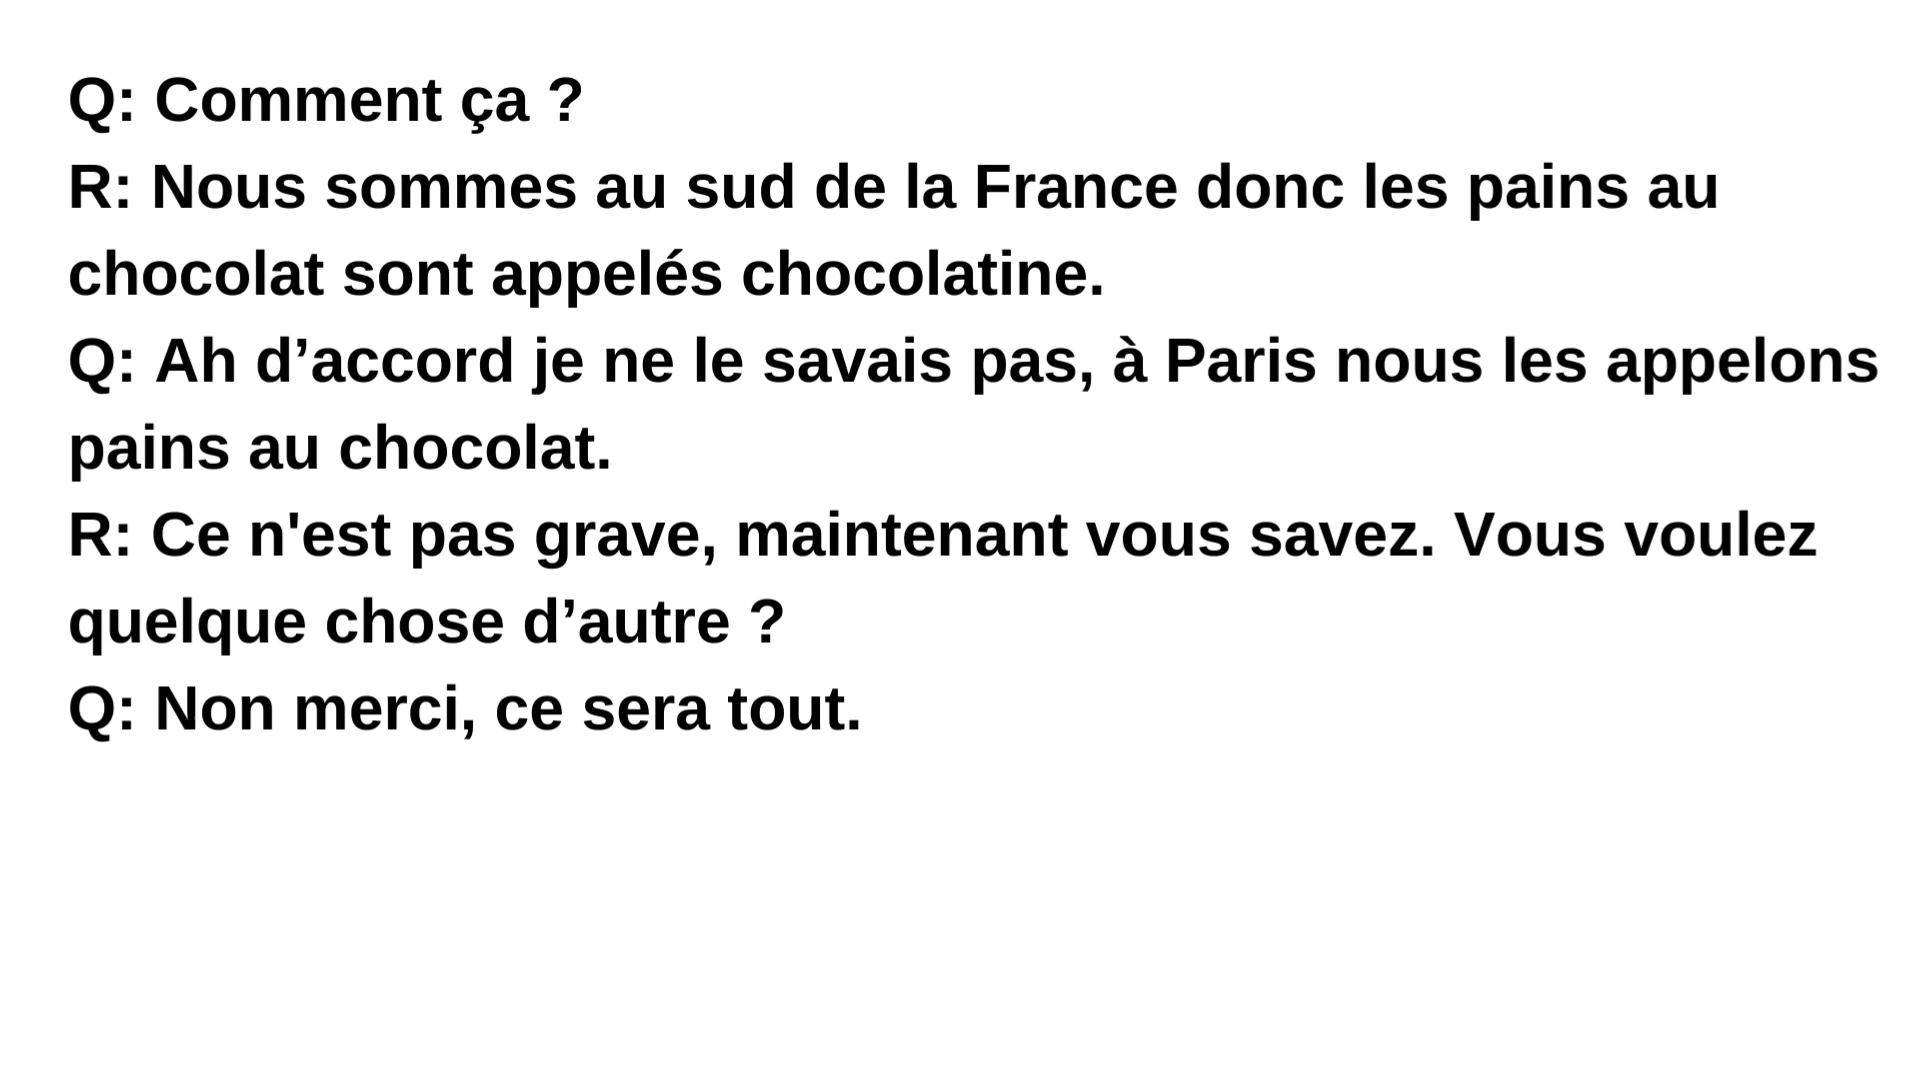 Q: Comment ça ?
R: Nous sommes au sud de la France donc les pains au
chocolat sont appelés chocolatine.
Q: Ah d’accord je ne le savais pas, à Paris nous les appelons
pains au chocolat.
R: Ce n'est pas grave, maintenant vous savez. Vous voulez
quelque chose d’autre ?
Q: Non merci, ce sera tout.